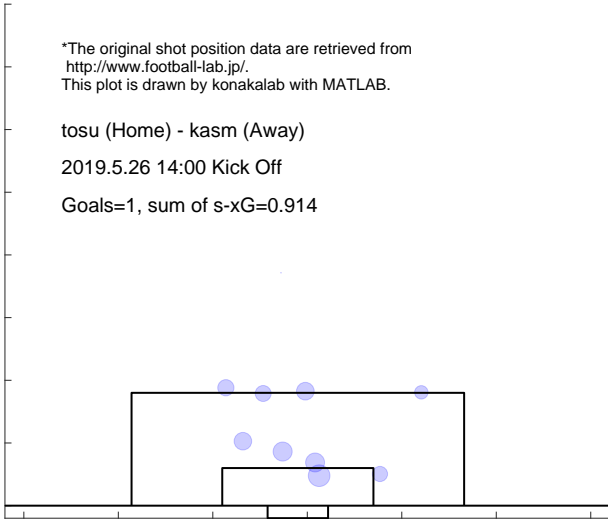 *The original shot position data are retrieved from
http://www.football-lab.jp/.
This plot is drawn by konakalab with MATLAB.
tosu (Home) - kasm (Away)
2019.5.26 14:00 Kick Off
Goals=1, sum of s-xG=0.914